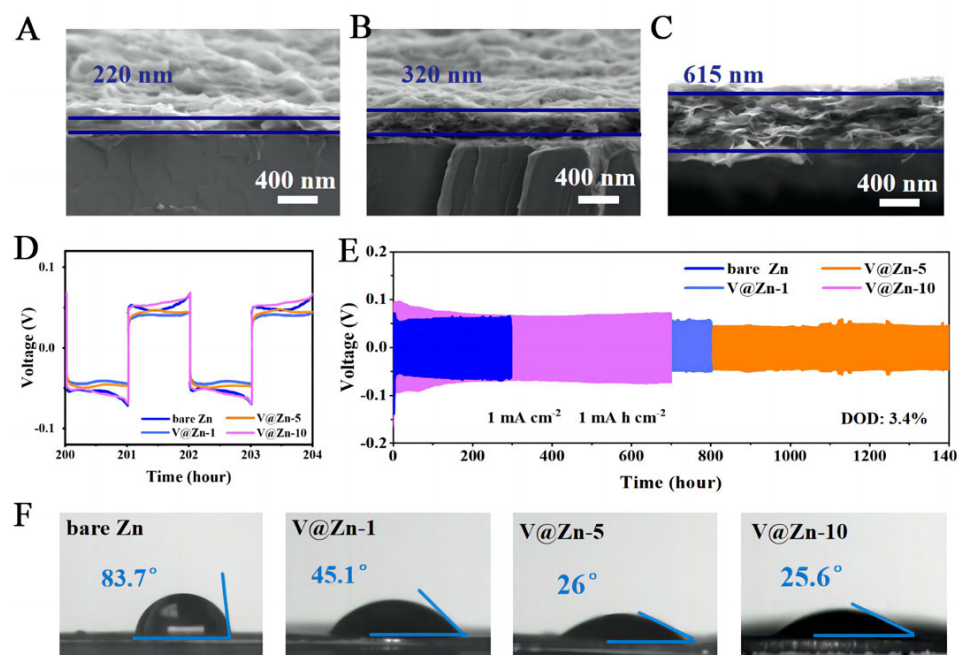 A
220 nm
400 nm
B
320 nm
400 nm
C
615 nm
400 nm
D
0.1
0.0
-0.1
Voltage (V)
bare Zn
V@Zn-5
V@Zn-1
V@Zn-10
200 201 202 203 204
Time (hour)
E
0.2
0.1
0.0
-0.1
-0.2
Voltage (V)
bare Zn
V@Zn-5
V@Zn-1
V@Zn-10
1 mA cm⁻² 1 mA h cm⁻² DOD: 3.4%
0 200 400 600 800 1000 1200 140
Time (hour)
F
bare Zn
83.7°
V@Zn-1
45.1°
V@Zn-5
26°
V@Zn-10
25.6°